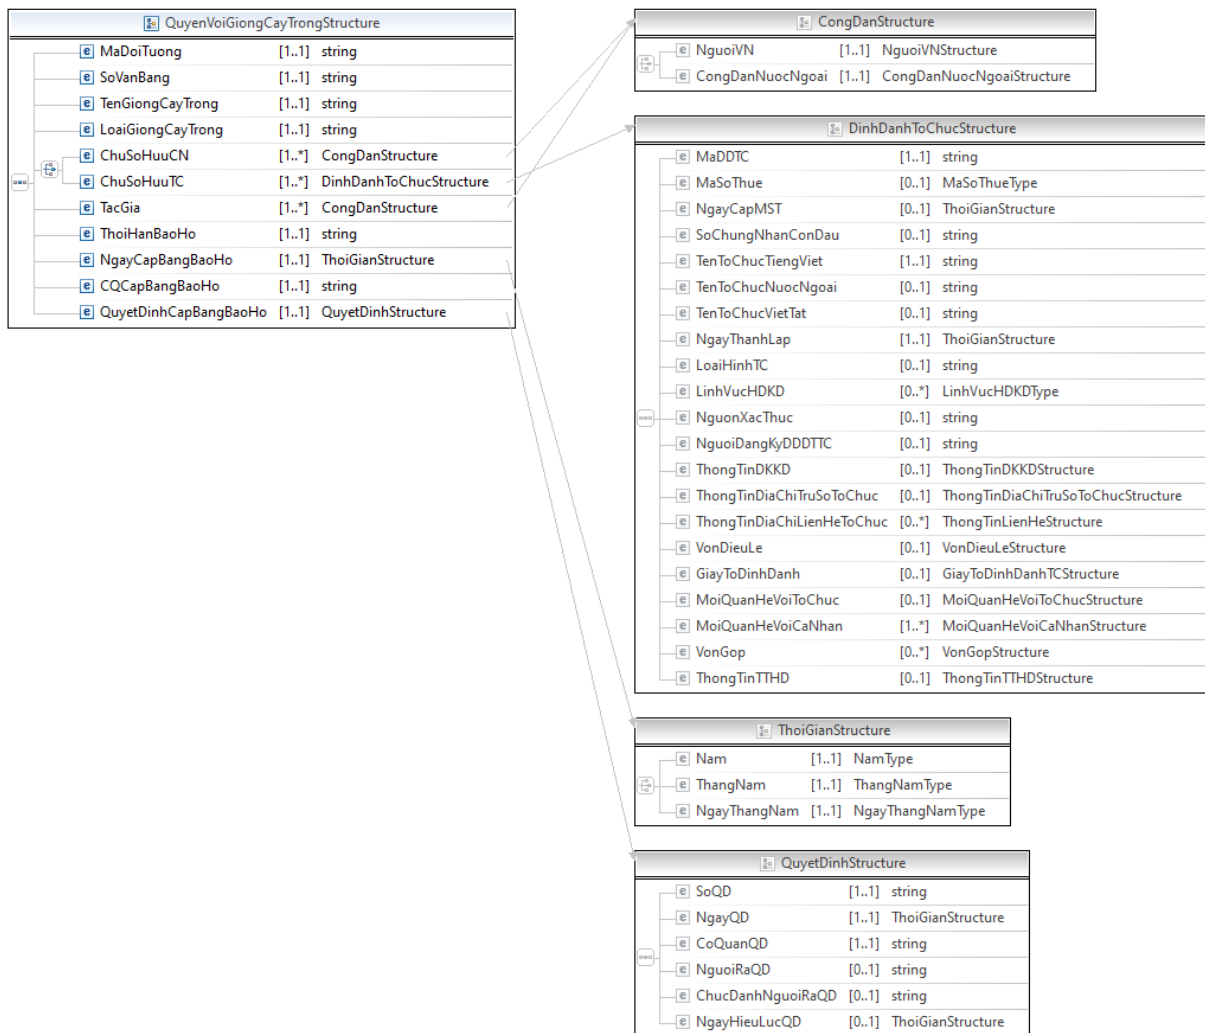 QuyenVoiGiongCayTrongStructure
MaDoiTuong [1..1] string
SoVanBang [1..1] string
TenGiongCayTrong [1..1] string
LoaiGiongCayTrong [1..1] string
ChuSoHuuCN [1..*] CongDanStructure
ChuSoHuuTC [1..*] DinhDanhToChucStructure
TacGia [1..*] CongDanStructure
ThoiHanBaoHo [1..1] string
NgayCapBangBaoHo [1..1] ThoiGianStructure
CQCapBangBaoHo [1..1] string
QuyetDinhCapBangBaoHo [1..1] QuyetDinhStructure
CongDanStructure
NguoiVN [1..1] NguoiVNStructure
CongDanNuocNgoai [1..1] CongDanNuocNgoaiStructure
DinhDanhToChucStructure
MaDDTC [1..1] string
MaSoThue [0..1] MaSoThueType
NgayCapMST [0..1] ThoiGianStructure
SoChungNhanConDau [0..1] string
TenToChucTiengViet [1..1] string
TenToChucNuocNgoai [0..1] string
TenToChucVietTat [0..1] string
NgayThanhLap [1..1] ThoiGianStructure
LoaiHinhTC [0..1] string
LinhVucHDKD [0..*] LinhVucHDKDType
NguonXacThuc [0..1] string
NguoiDangKyDDDTTC [0..1] string
ThongTinDKKD [0..1] ThongTinDKKDStructure
ThongTinDiaChiTruSoToChuc [0..1] ThongTinDiaChiTruSoToChucStructure
ThongTinDiaChiLienHeToChuc [0..*] ThongTinLienHeStructure
VonDieuLe [0..1] VonDieuLeStructure
GiayToDinhDanh [0..1] GiayToDinhDanhTCStructure
MoiQuanHeVoiToChuc [0..1] MoiQuanHeVoiToChucStructure
MoiQuanHeVoiCaNhan [1..*] MoiQuanHeVoiCaNhanStructure
VonGop [0..*] VonGopStructure
ThongTinTTHD [0..1] ThongTinTTHDStructure
ThoiGianStructure
Nam [1..1] NamType
ThangNam [1..1] ThangNamType
NgayThangNam [1..1] NgayThangNamType
QuyetDinhStructure
SoQD [1..1] string
NgayQD [1..1] ThoiGianStructure
CoQuanQD [1..1] string
NguoiRaQD [0..1] string
ChucDanhNguoiRaQD [0..1] string
NgayHieuLucQD [0..1] ThoiGianStructure